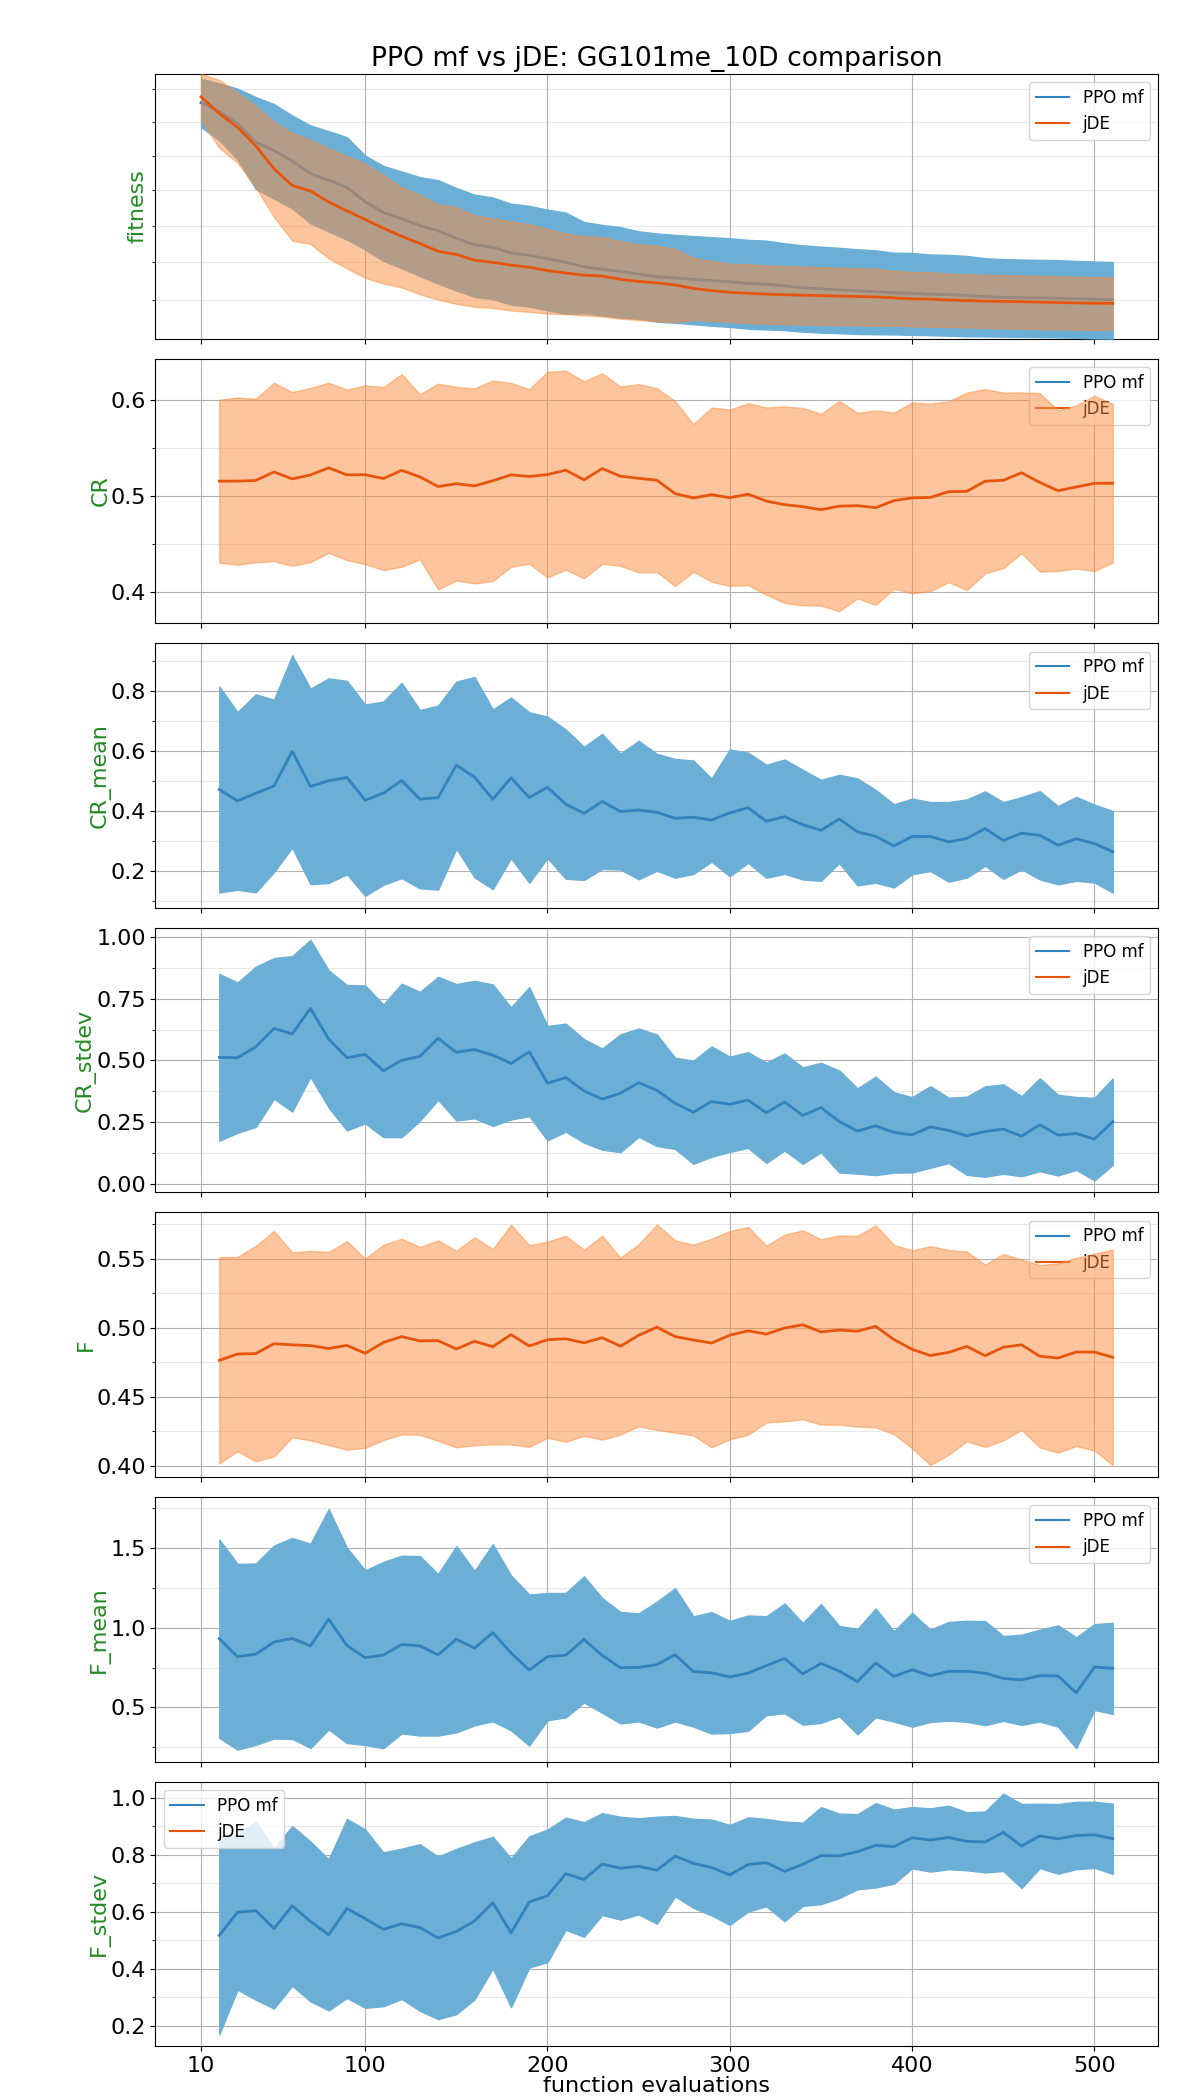 PPO mf vs jDE: GG101me_10D comparison
fitness
PPO mf
jDE
CR
0.6
0.5
0.4
PPO mf
jDE
CR_mean
0.8
0.6
0.4
0.2
PPO mf
jDE
CR_stdev
1.00
0.75
0.50
0.25
0.00
PPO mf
jDE
F
0.55
0.50
0.45
0.40
PPO mf
jDE
F_mean
1.5
1.0
0.5
PPO mf
jDE
F_stdev
1.0
0.8
0.6
0.4
0.2
PPO mf
jDE
10 100 200 300 400 500
function evaluations